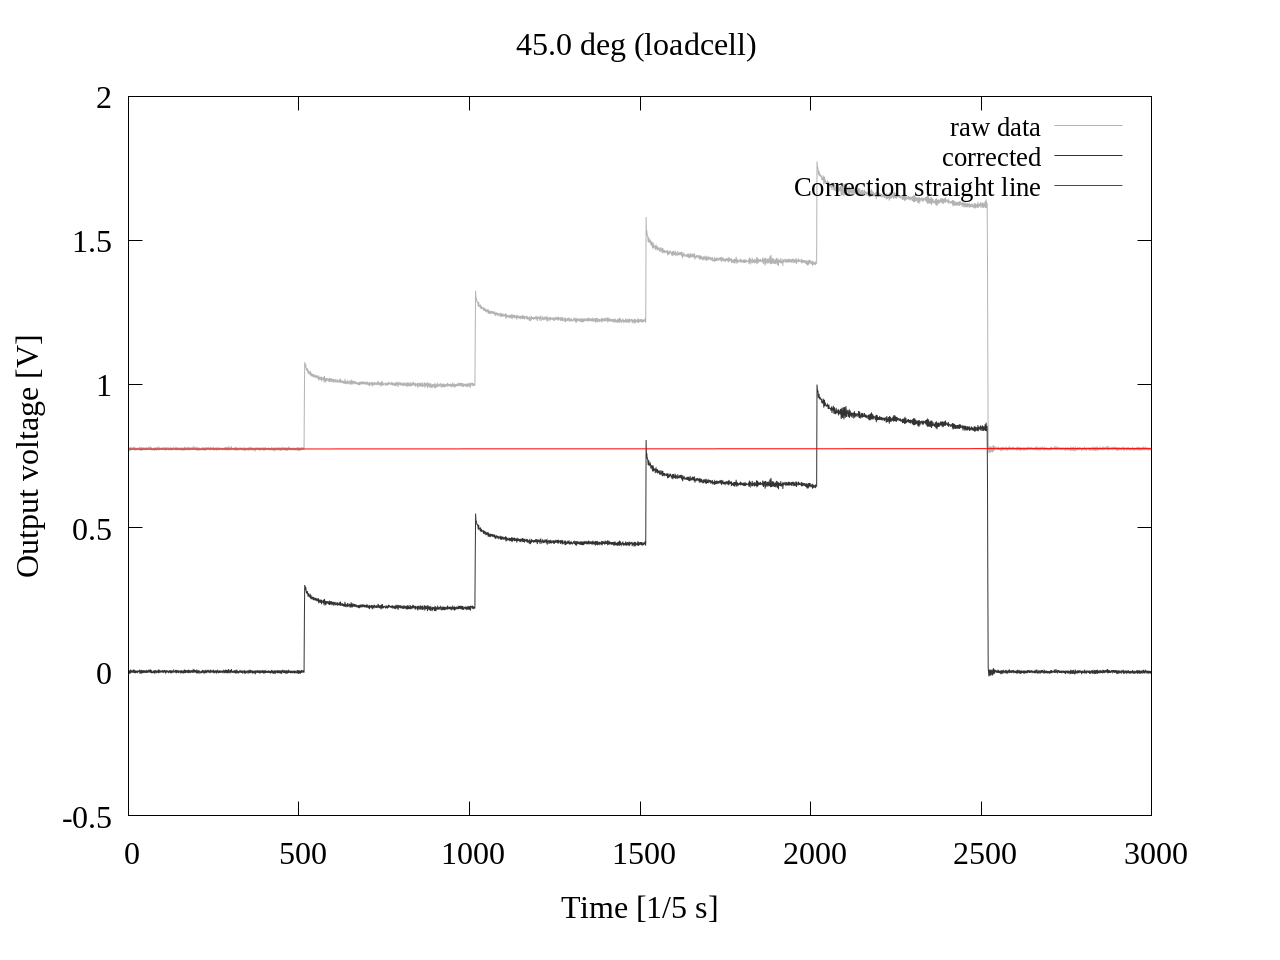 45.0 deg (loadcell)
2
1.5
1
0.5
0
-0.5
raw data
corrected
Correction straight line
Output voltage [V]
0 500 1000 1500 2000 2500 3000
Time [1/5 s]